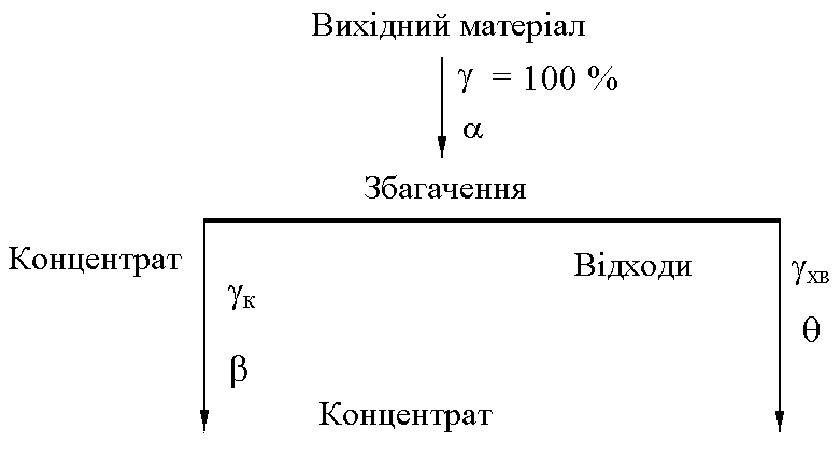 Вихідний матеріал
γ = 100 %
α
Збагачення
Концентрат
Відходи
γхв
γк
θ
β
Концентрат